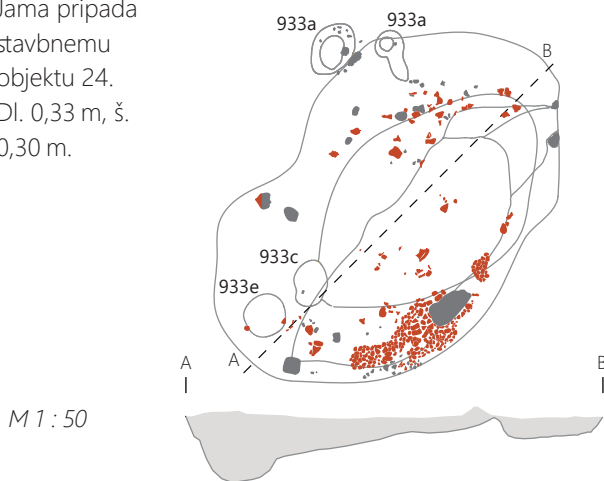 Jama pripada
stavbnemu
objektu 24.
Dl. 0,33 m, š.
0,30 m.
933a
933a
B
933c
933e
A
A
B
M 1 : 50